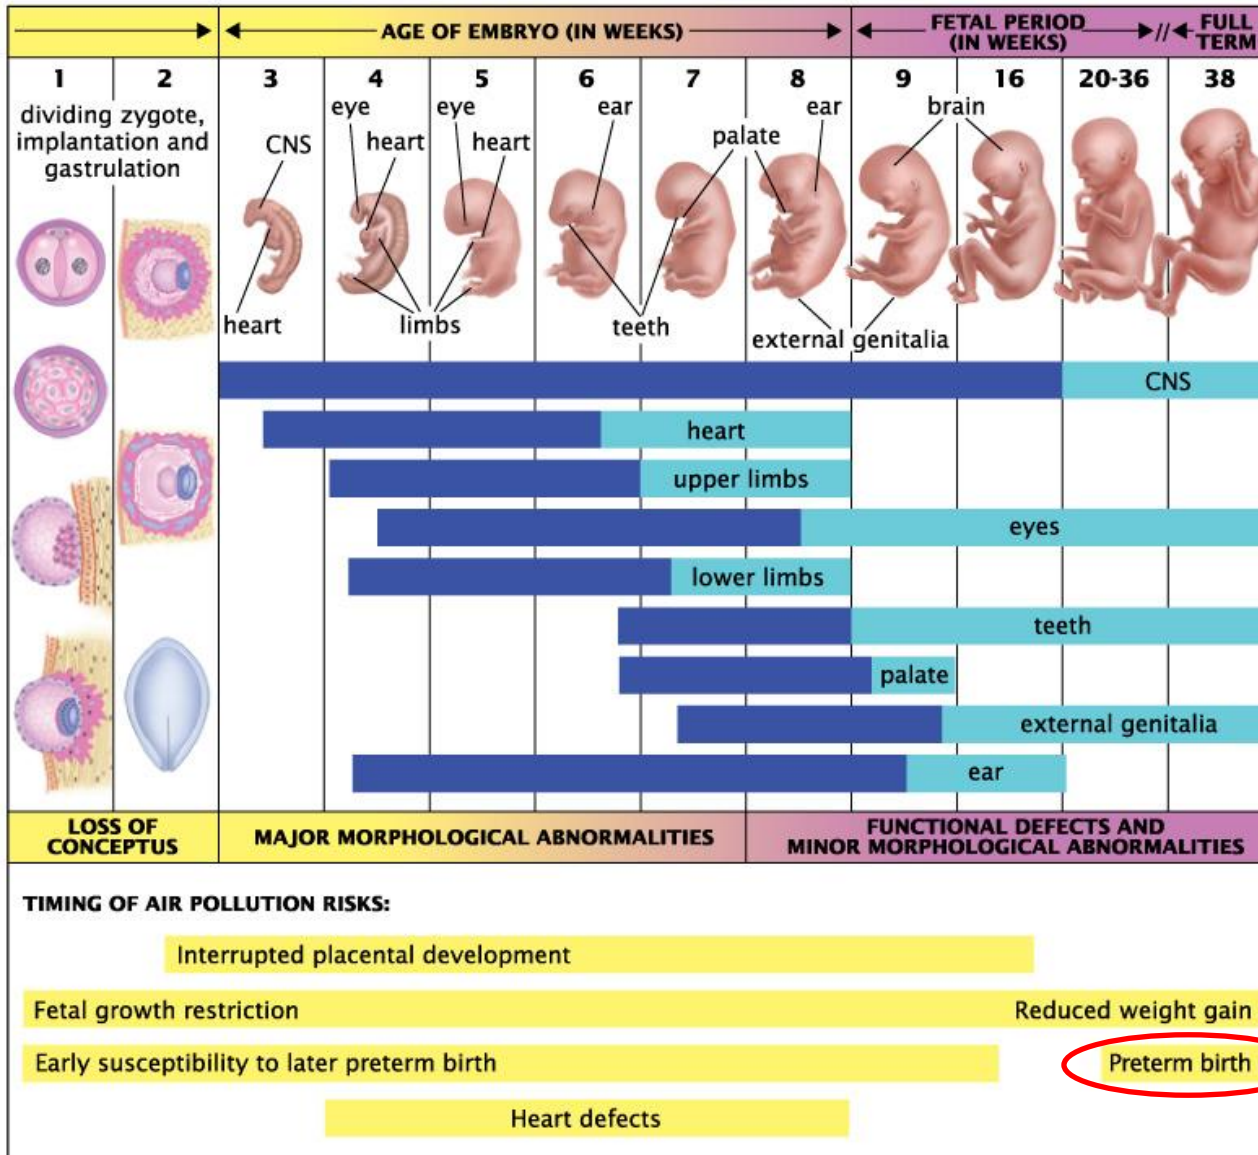 AGE OF EMBRYO (IN WEEKS)
FETAL PERIOD
(IN WEEKS)
//
FULL
TERM
1
2
3
4
5
6
7
8
9
16
20-36
38
dividing zygote,
implantation and
gastrulation
CNS
heart
eye
heart
eye
heart
limbs
ear
teeth
palate
ear
external genitalia
brain
CNS
heart
upper limbs
eyes
lower limbs
teeth
palate
external genitalia
ear
LOSS OF
CONCEPTUS
MAJOR MORPHOLOGICAL ABNORMALITIES
FUNCTIONAL DEFECTS AND
MINOR MORPHOLOGICAL ABNORMALITIES
TIMING OF AIR POLLUTION RISKS:
Interrupted placental development
Fetal growth restriction
Reduced weight gain
Early susceptibility to later preterm birth
Preterm birth
Heart defects